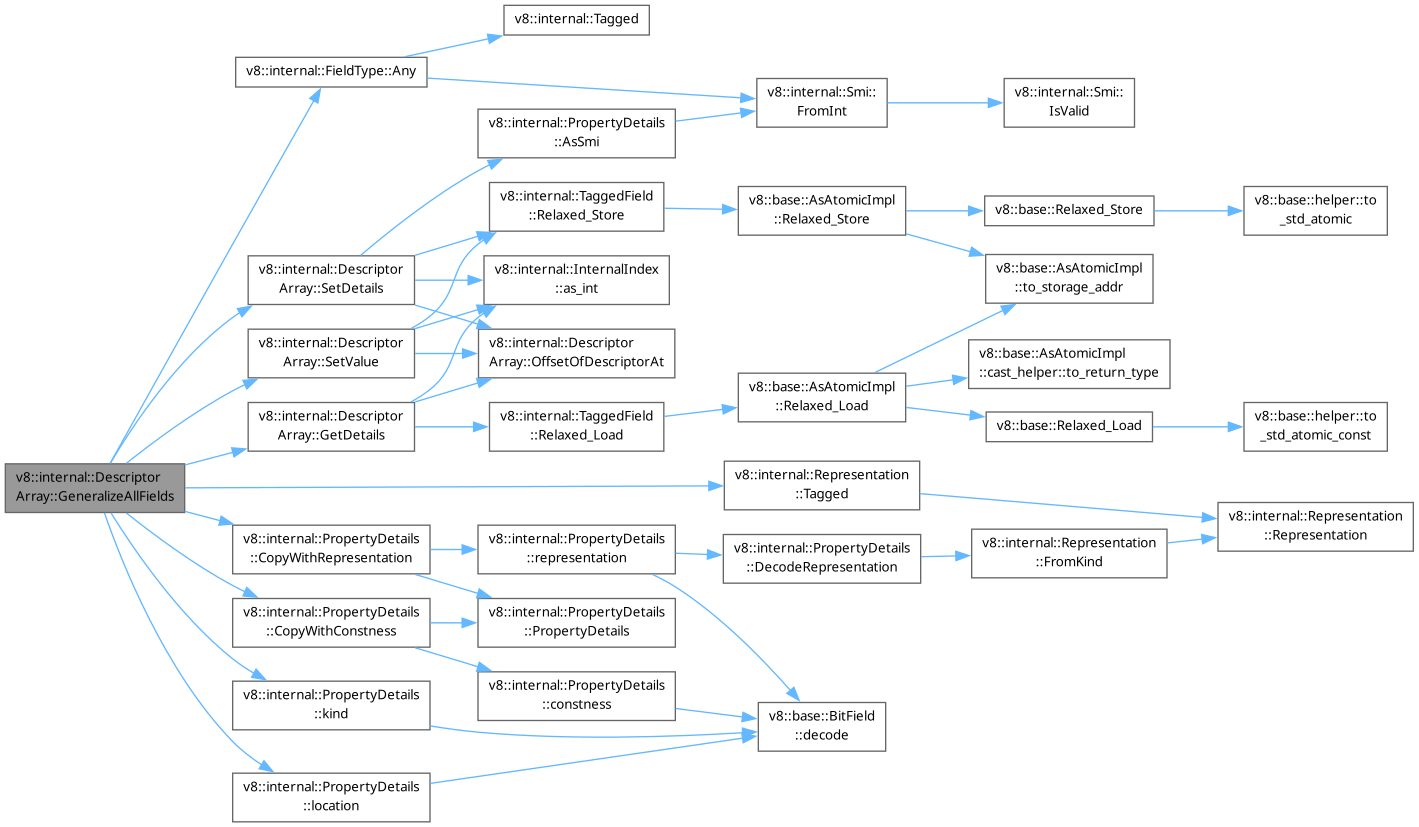 v8::internal::Tagged
v8::internal::FieldType::Any
v8::internal::Smi::
FromInt
v8::internal::Smi::
IsValid
v8::internal::PropertyDetails
::AsSmi
v8::internal::TaggedField
::Relaxed_Store
v8::base::AsAtomicImpl
::Relaxed_Store
v8::base::Relaxed_Store
v8::base::helper::to
_std_atomic
v8::internal::Descriptor
Array::SetDetails
v8::internal::InternalIndex
::as_int
v8::base::AsAtomicImpl
::to_storage_addr
v8::internal::Descriptor
Array::SetValue
v8::internal::Descriptor
Array::OffsetOfDescriptorAt
v8::base::AsAtomicImpl
::cast_helper::to_return_type
v8::internal::Descriptor
Array::GetDetails
v8::internal::TaggedField
::Relaxed_Load
v8::base::AsAtomicImpl
::Relaxed_Load
v8::base::Relaxed_Load
v8::base::helper::to
_std_atomic_const
v8::internal::Descriptor
Array::GeneralizeAllFields
v8::internal::Representation
::Tagged
v8::internal::Representation
::Representation
v8::internal::PropertyDetails
::CopyWithRepresentation
v8::internal::PropertyDetails
::representation
v8::internal::PropertyDetails
::DecodeRepresentation
v8::internal::Representation
::FromKind
v8::internal::PropertyDetails
::CopyWithConstness
v8::internal::PropertyDetails
::PropertyDetails
v8::internal::PropertyDetails
::kind
v8::internal::PropertyDetails
::constness
v8::base::BitField
::decode
v8::internal::PropertyDetails
::location